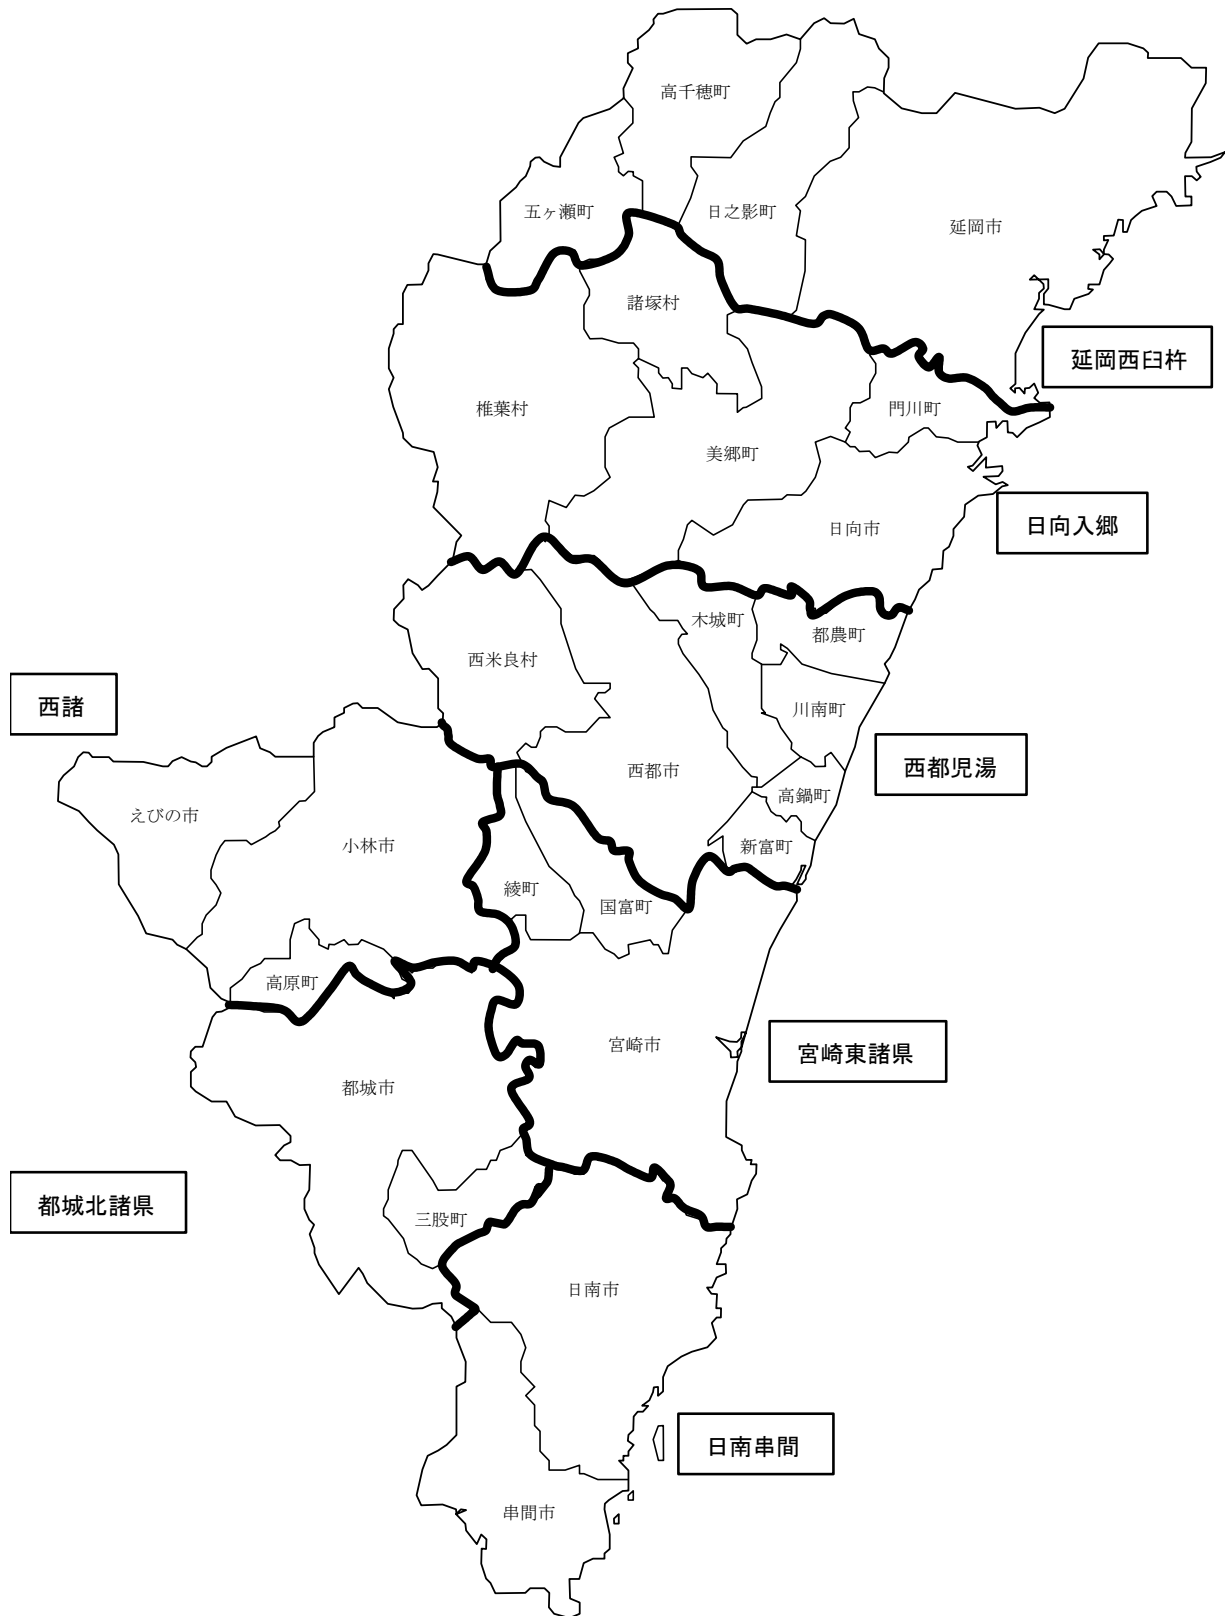 高千穂町
五ヶ瀬町
日之影町
延岡市
諸塚村
延岡西臼杵
椎葉村
門川町
美郷町
日向市
日向入郷
木城町
都農町
西米良村
西諸
川南町
西都市
西都児湯
高鍋町
えびの市
小林市
新富町
綾町
国富町
高原町
宮崎市
宮崎東諸県
都城市
都城北諸県
三股町
日南市
日南串間
串間市